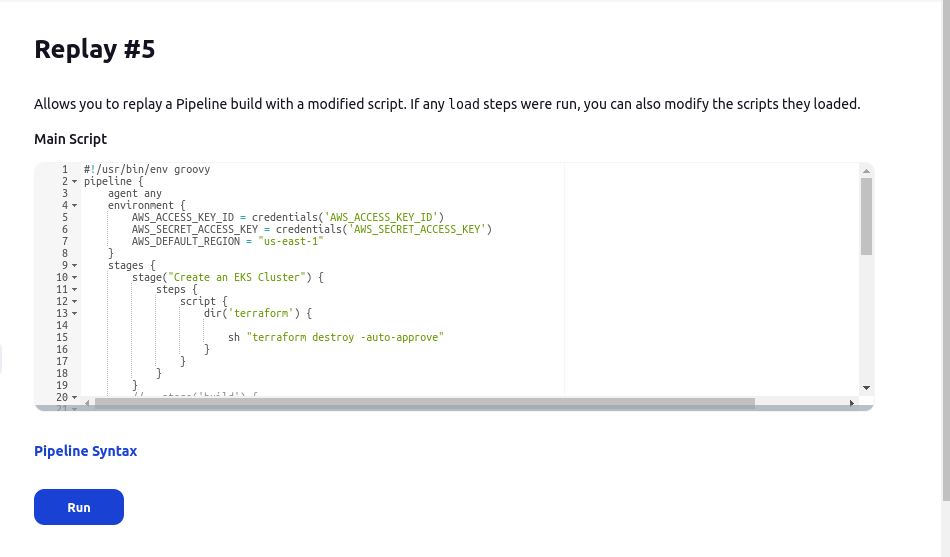 Replay #5
Allows you to replay a Pipeline build with a modified script. If any load steps were run, you can also modify the scripts they loaded.
Main Script
1 #!/usr/bin/env groovy
2 pipeline {
3 agent any
4 environment {
5 AWS_ACCESS_KEY_ID = credentials('AWS_ACCESS_KEY_ID')
6 AWS_SECRET_ACCESS_KEY = credentials('AWS_SECRET_ACCESS_KEY')
7 AWS_DEFAULT_REGION = "us-east-1"
8 }
9 stages {
10 stage("Create an EKS Cluster") {
11 steps {
12 script {
13 dir('terraform') {
14
15 sh "terraform destroy -auto-approve"
16 }
17 }
18 }
19 }
20 // stage('build') {
21
Pipeline Syntax
Run